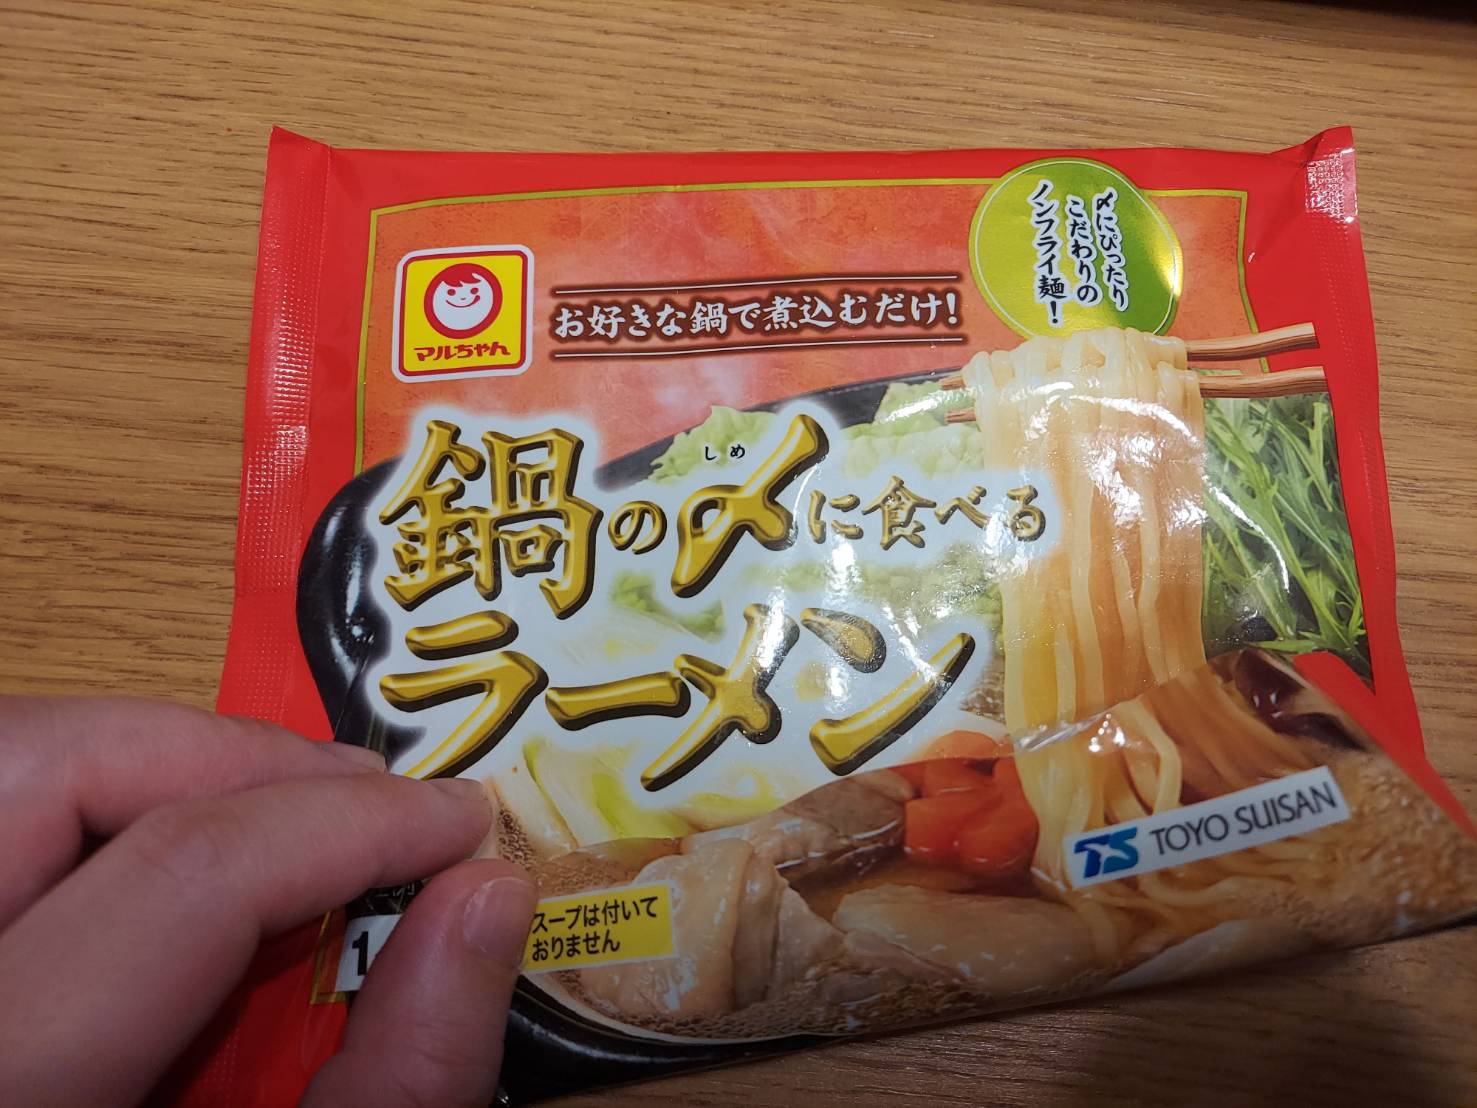 〆にぴったり
こだわりの
ノンフライ麺!
マルちゃん
お好きな鍋で煮込むだけ!
しめ
鍋の〆に食べる
ラーメン
TS TOYO SUISAN
スープは付いて
おりません
1